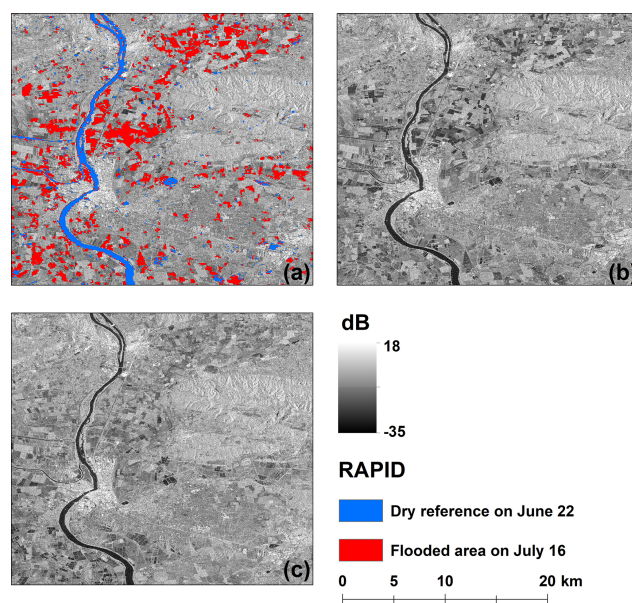 (a)
(b)
(c)
dB
18
-35
RAPID
Dry reference on June 22
Flooded area on July 16
0 5 10 20 km